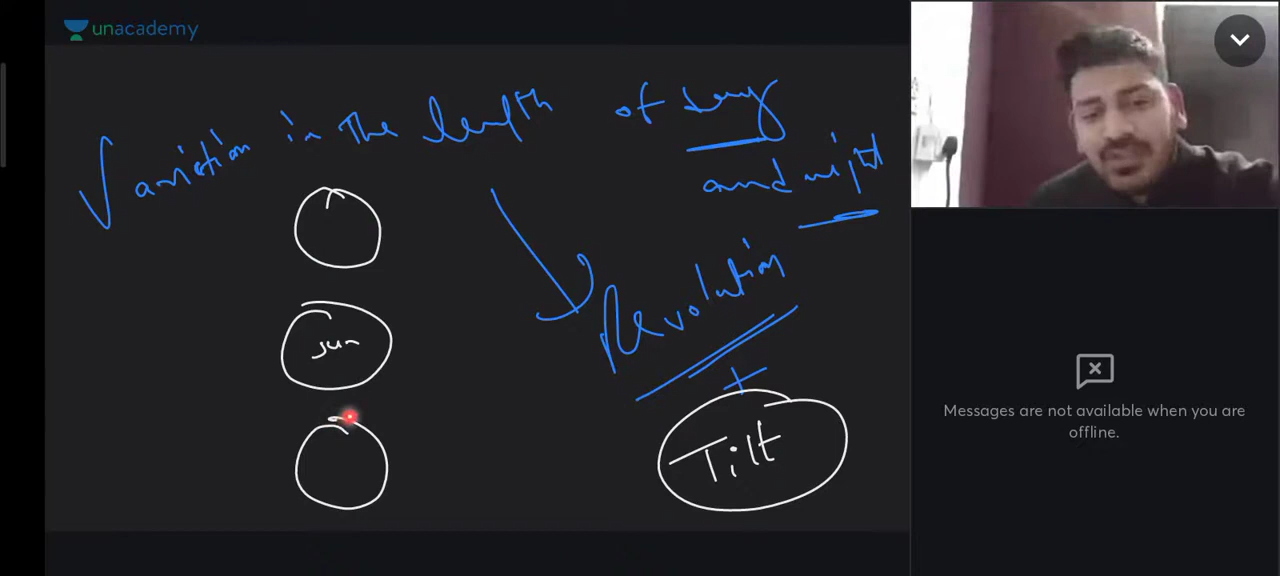 unacademy
Variation in the length of day
and night
Revolution
+
Tilt
sun
Messages are not available when you are
offline.